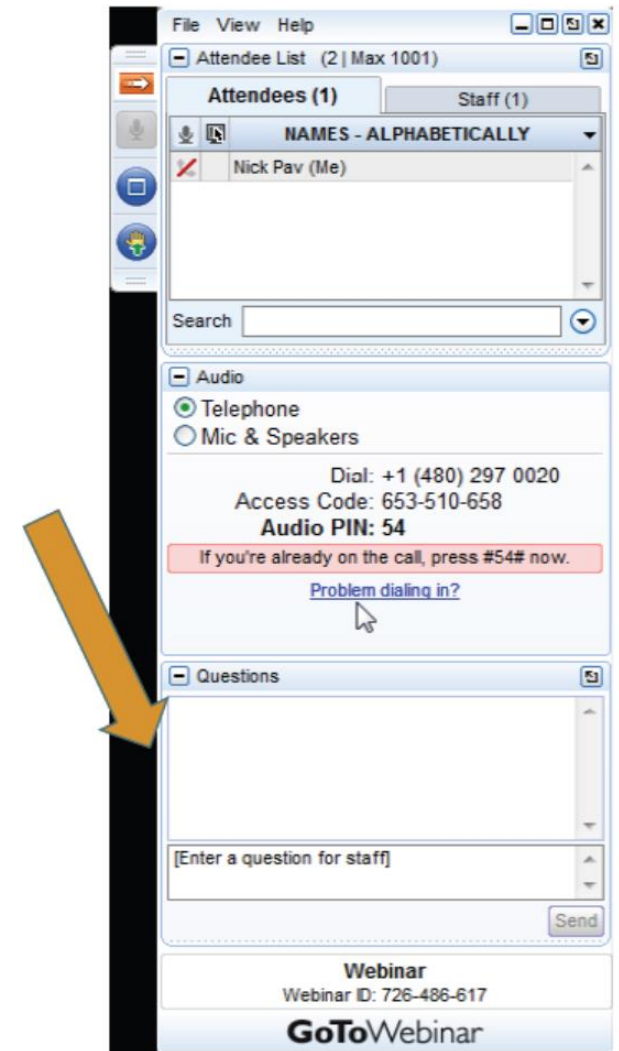 File View Help
Attendee List (2 | Max 1001)
Attendees (1) Staff (1)
NAMES - ALPHABETICALLY
Nick Pav (Me)
Search
Audio
Telephone
Mic & Speakers
Dial: +1 (480) 297 0020
Access Code: 653-510-658
Audio PIN: 54
If you're already on the call, press #54# now.
Problem dialing in?
Questions
[Enter a question for staff]
Send
Webinar
Webinar ID: 726-486-617
GoToWebinar